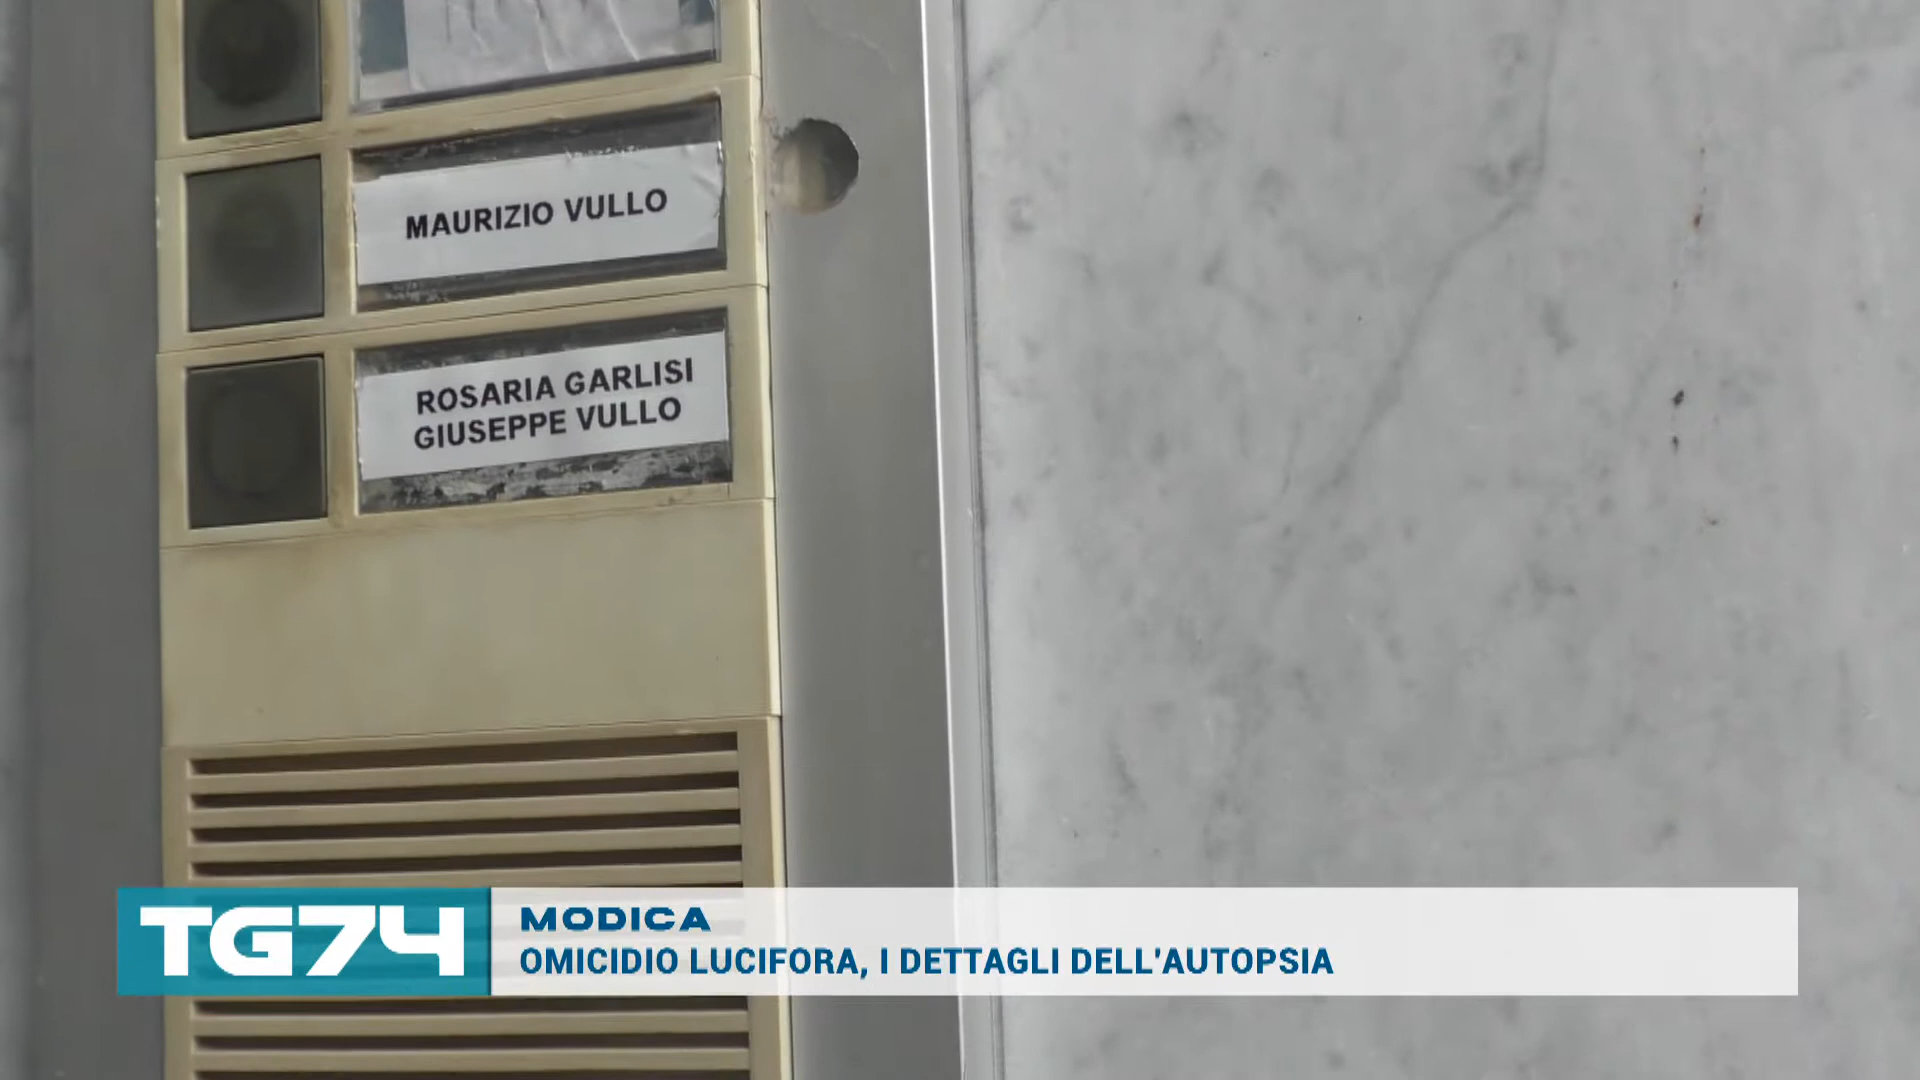 MAURIZIO VULLO
ROSARIA GARLISI
GIUSEPPE VULLO
TG74
MODICA
OMICIDIO LUCIFORA, I DETTAGLI DELL'AUTOPSIA